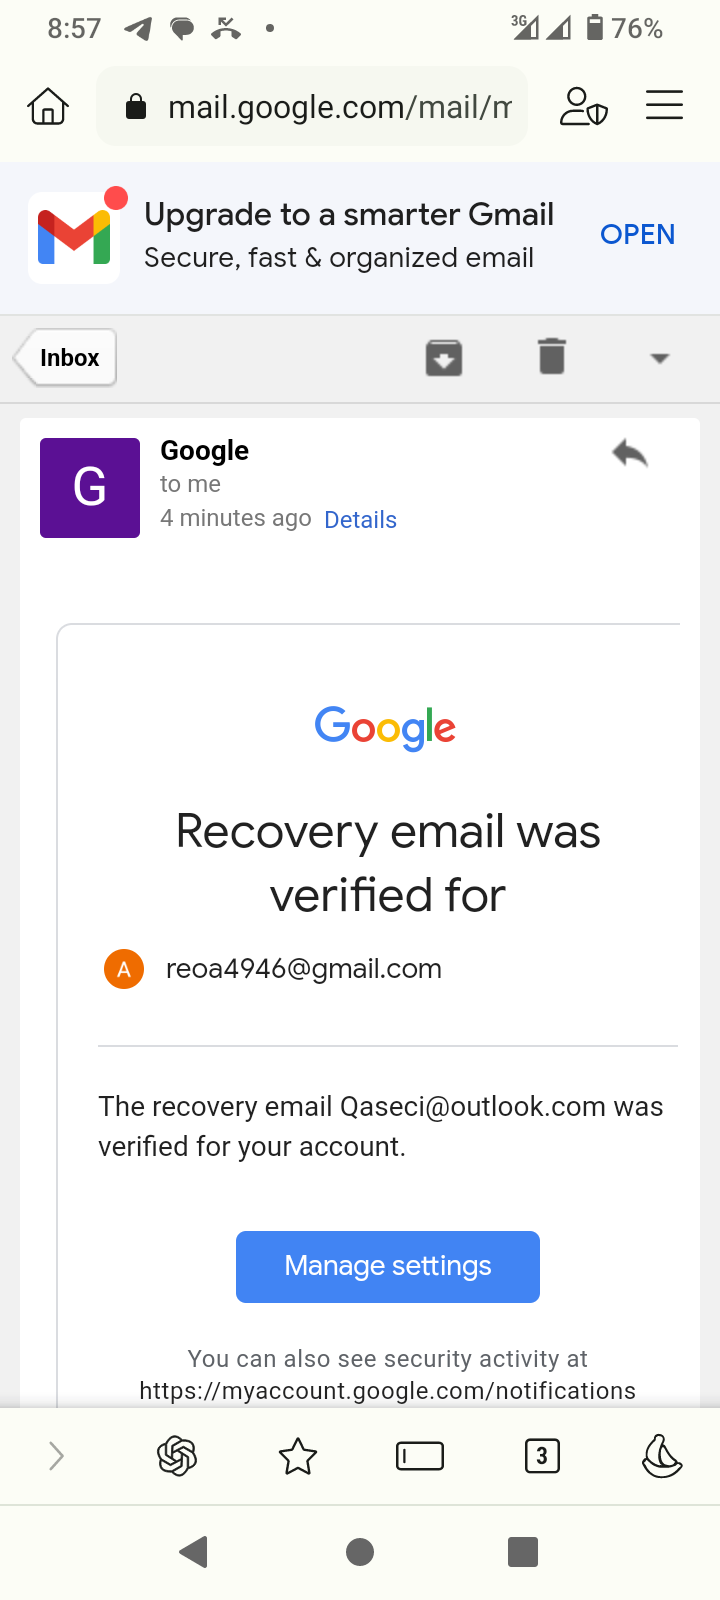 8:57
3G
76%
mail.google.com/mail/m
Upgrade to a smarter Gmail
Secure, fast & organized email
OPEN
Inbox
G
Google
to me
4 minutes ago Details
Google
Recovery email was
verified for
A reoa4946@gmail.com
The recovery email Qaseci@outlook.com was
verified for your account.
Manage settings
You can also see security activity at
https://myaccount.google.com/notifications
3